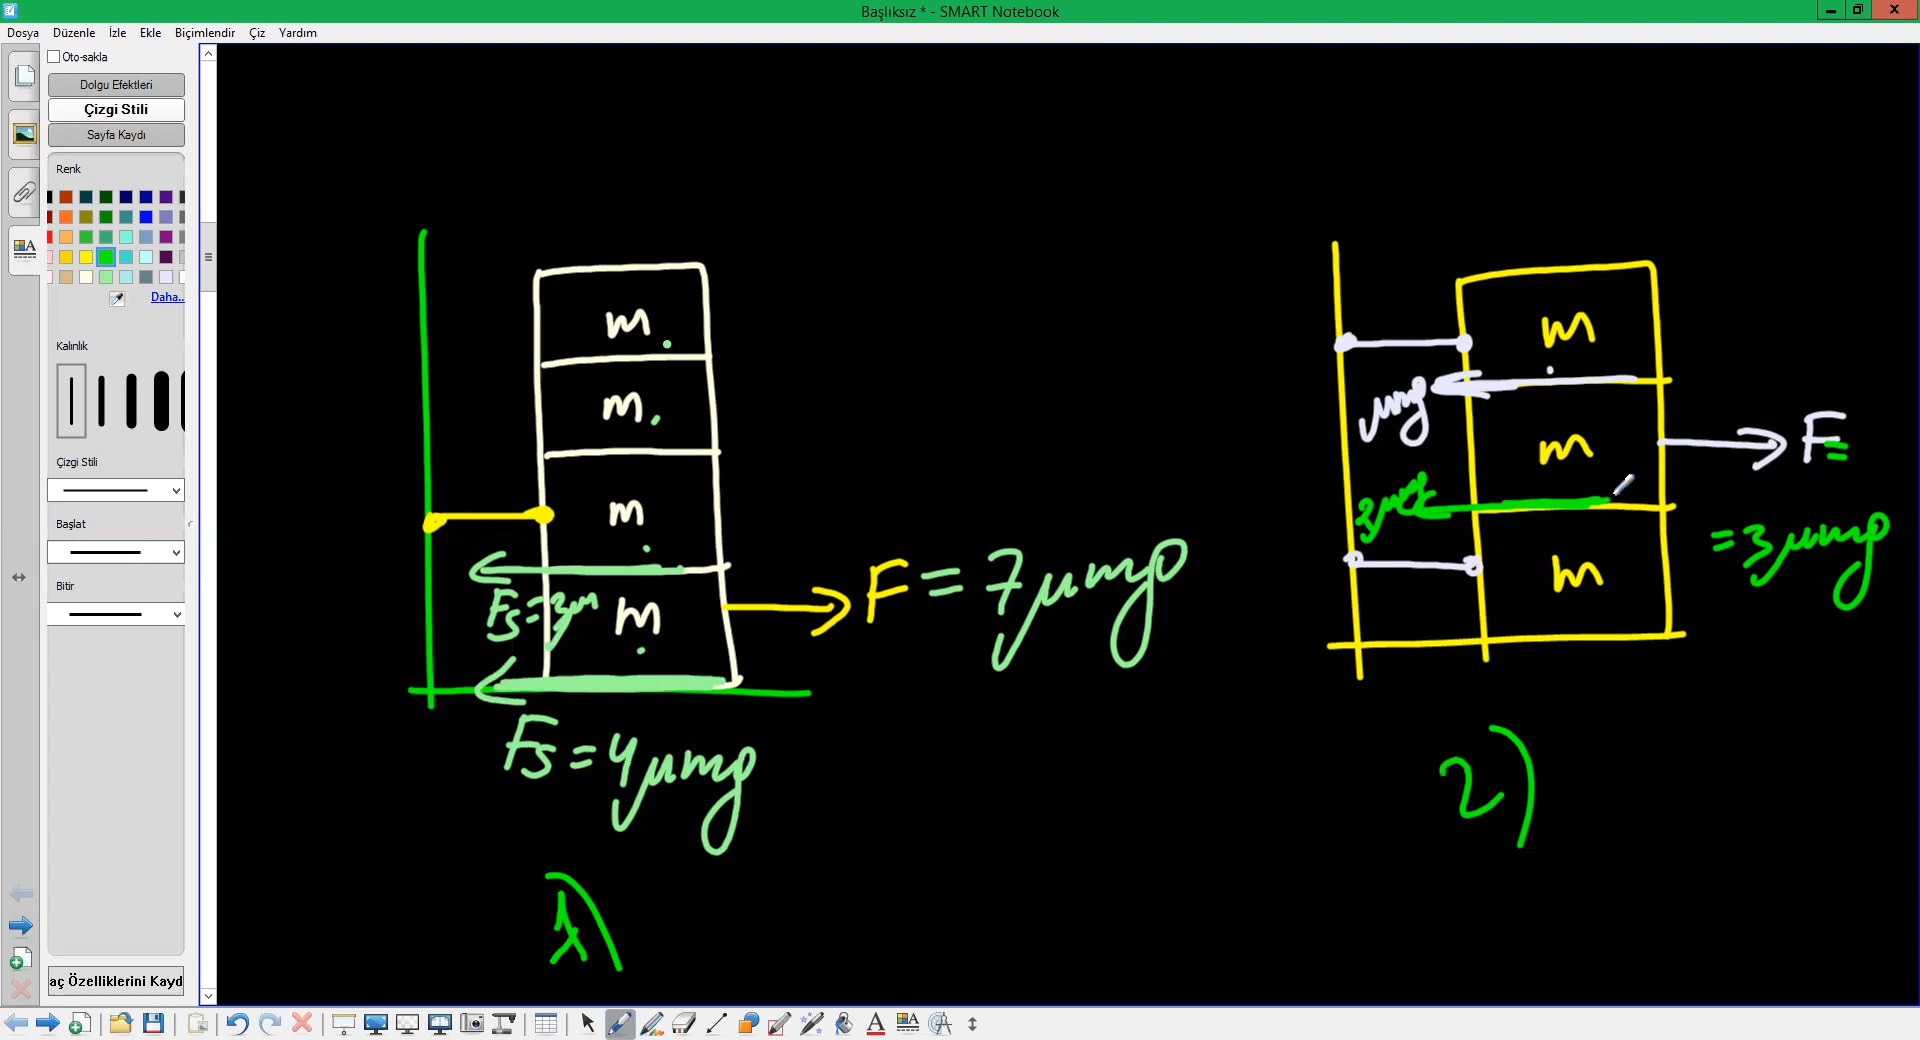 Başlıksız * - SMART Notebook
Dosya Düzenle İzle Ekle Biçimlendir Çiz Yardım
Oto-sakla
Dolgu Efektleri
Çizgi Stili
Sayfa Kaydı
Renk
Daha..
Kalınlık
Çizgi Stili
Başlat
Bitir
aç Özelliklerini Kayd
m
m
m
m
Fs=3μm
F = 7μmg
Fs = 4μmg
1)
m
m
m
μmg
2μmg
F =
= 3μmg
2)